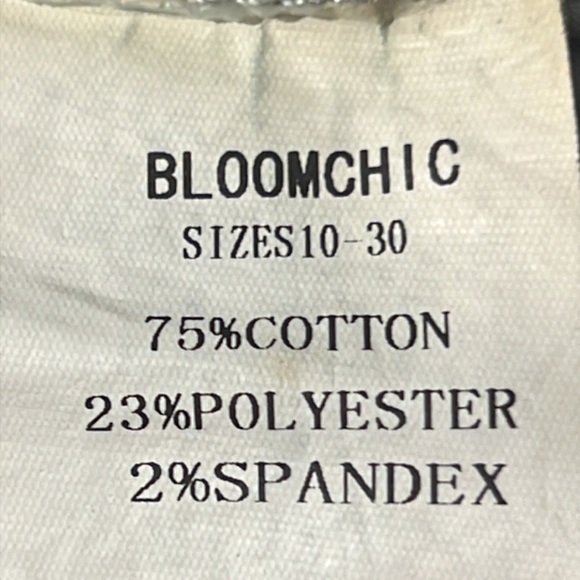 BLOOMCHIC
SIZES10-30
75%COTTON
23%POLYESTER
2%SPANDEX